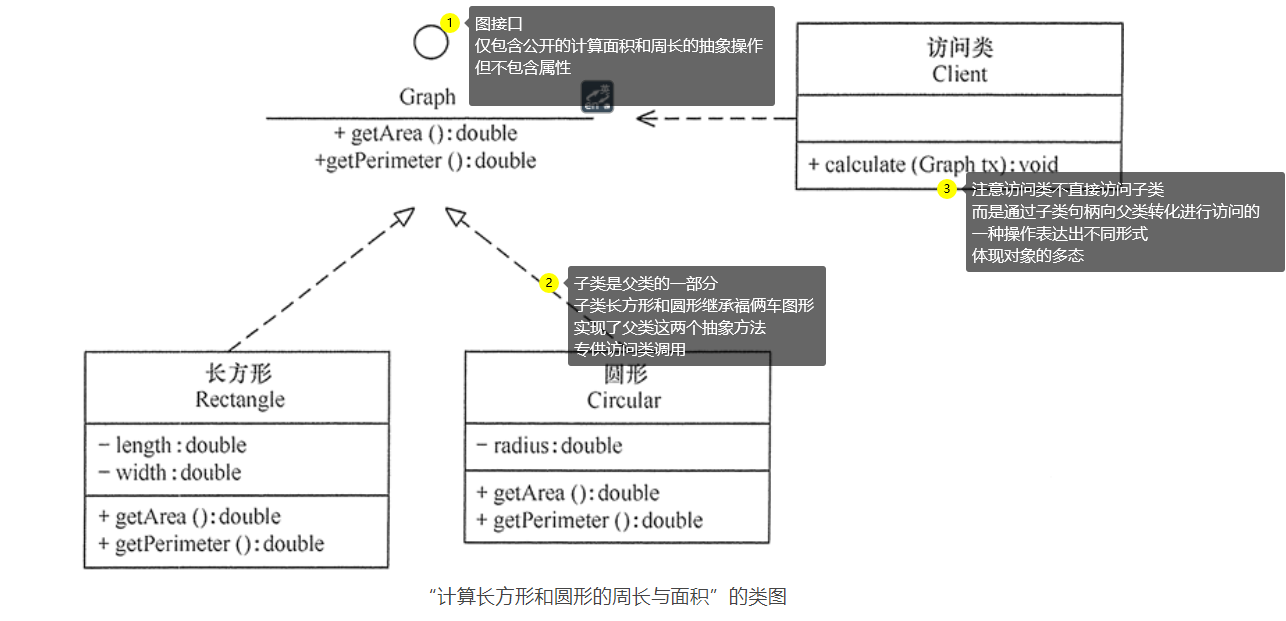 1
图接口
仅包含公开的计算面积和周长的抽象操作
但不包含属性
Graph
+ getArea ():double
+getPerimeter ():double
访问类
Client
+ calculate (Graph tx):void
3
注意访问类不直接访问子类
而是通过子类句柄向父类转化进行访问的
一种操作表达出不同形式
体现对象的多态
2
子类是父类的一部分
子类长方形和圆形继承福俩车图形
实现了父类这两个抽象方法
专供访问类调用
长方形
Rectangle
- length:double
- width:double
+ getArea ():double
+ getPerimeter ():double
圆形
Circular
- radius:double
+ getArea ():double
+ getPerimeter ():double
“计算长方形和圆形的周长与面积”的类图